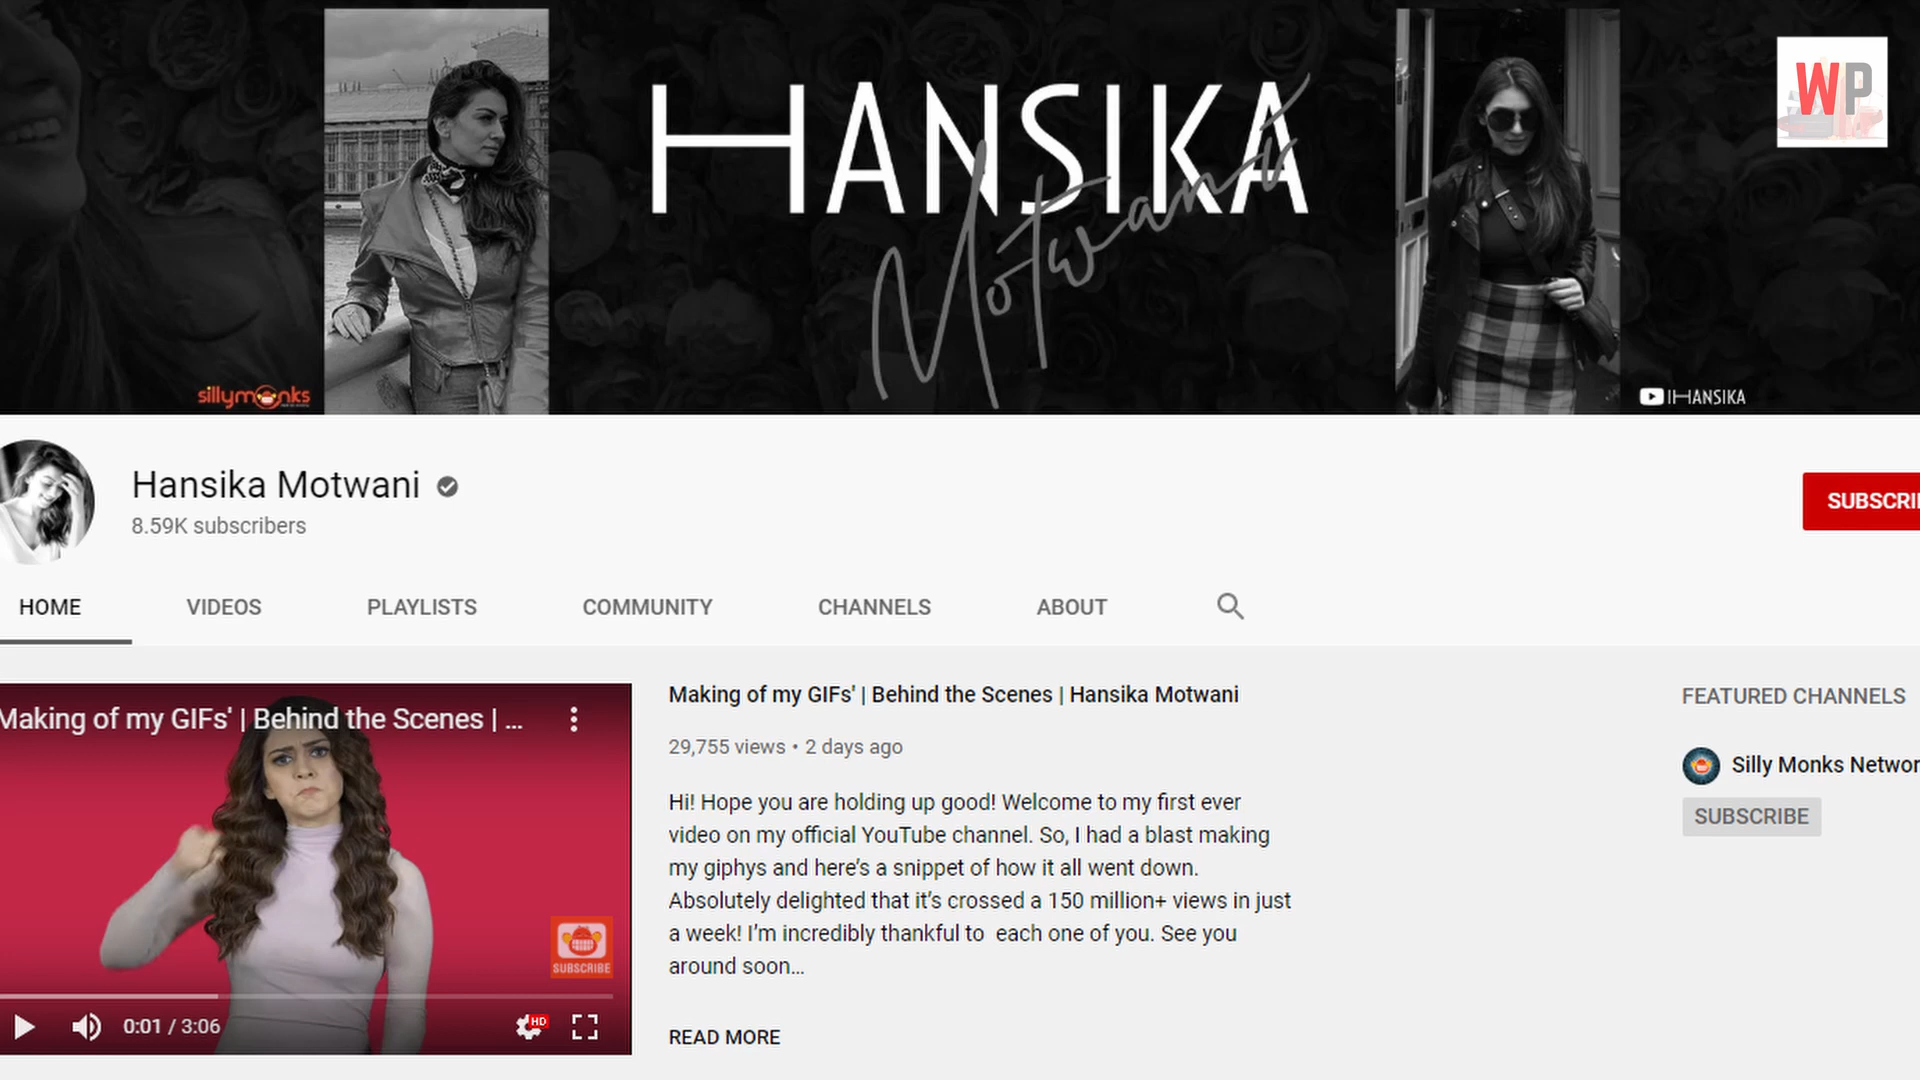 HANSIKA
Motwani
WP
sillymonks
HANSIKA
Hansika Motwani
8.59K subscribers
SUBSCRI
HOME
VIDEOS
PLAYLISTS
COMMUNITY
CHANNELS
ABOUT
Making of my GIFs' | Behind the Scenes | ...
SUBSCRIBE
0:01 / 3:06
HD
Making of my GIFs' | Behind the Scenes | Hansika Motwani
29,755 views • 2 days ago
Hi! Hope you are holding up good! Welcome to my first ever
video on my official YouTube channel. So, I had a blast making
my giphys and here’s a snippet of how it all went down.
Absolutely delighted that it’s crossed a 150 million+ views in just
a week! I’m incredibly thankful to  each one of you. See you
around soon...
READ MORE
FEATURED CHANNELS
Silly Monks Networ
SUBSCRIBE